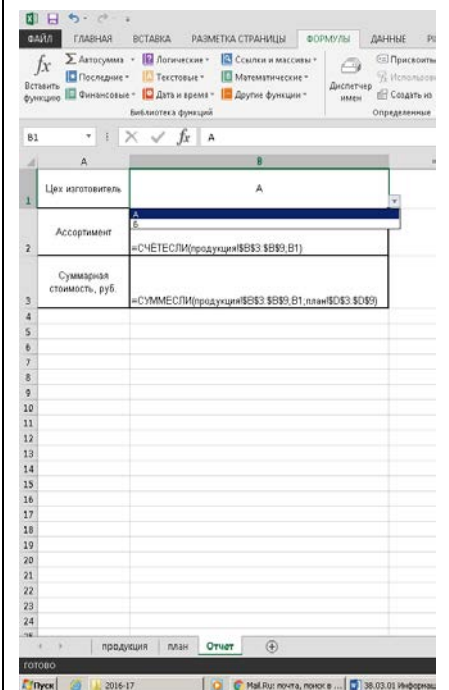 ФАЙЛ ГЛАВНАЯ ВСТАВКА РАЗМЕТКА СТРАНИЦЫ ФОРМУЛЫ ДАННЫЕ
Вставить функцию
Автосумма
Последние
Финансовые
Логические
Текстовые
Дата и время
Ссылки и массивы
Математические
Другие функции
Библиотека функций
Диспетчер имен
Присвоить
Создать из
Определенные
B1 fx А
A B
1 Цех изготовитель А
А
Б
2 Ассортимент =СЧЁТЕСЛИ(продукция!$B$3:$B$9,B1)
3 Суммарная стоимость, руб. =СУММЕСЛИ(продукция!$B$3:$B$9,B1;план!$D$3:$D$9)
4
5
6
7
8
9
10
11
12
13
14
15
16
17
18
19
20
21
22
23
24
продукция план Отчет
ГОТОВО
Пуск 2016-17 Mail.Ru: почта, поиск в ... 38.03.01